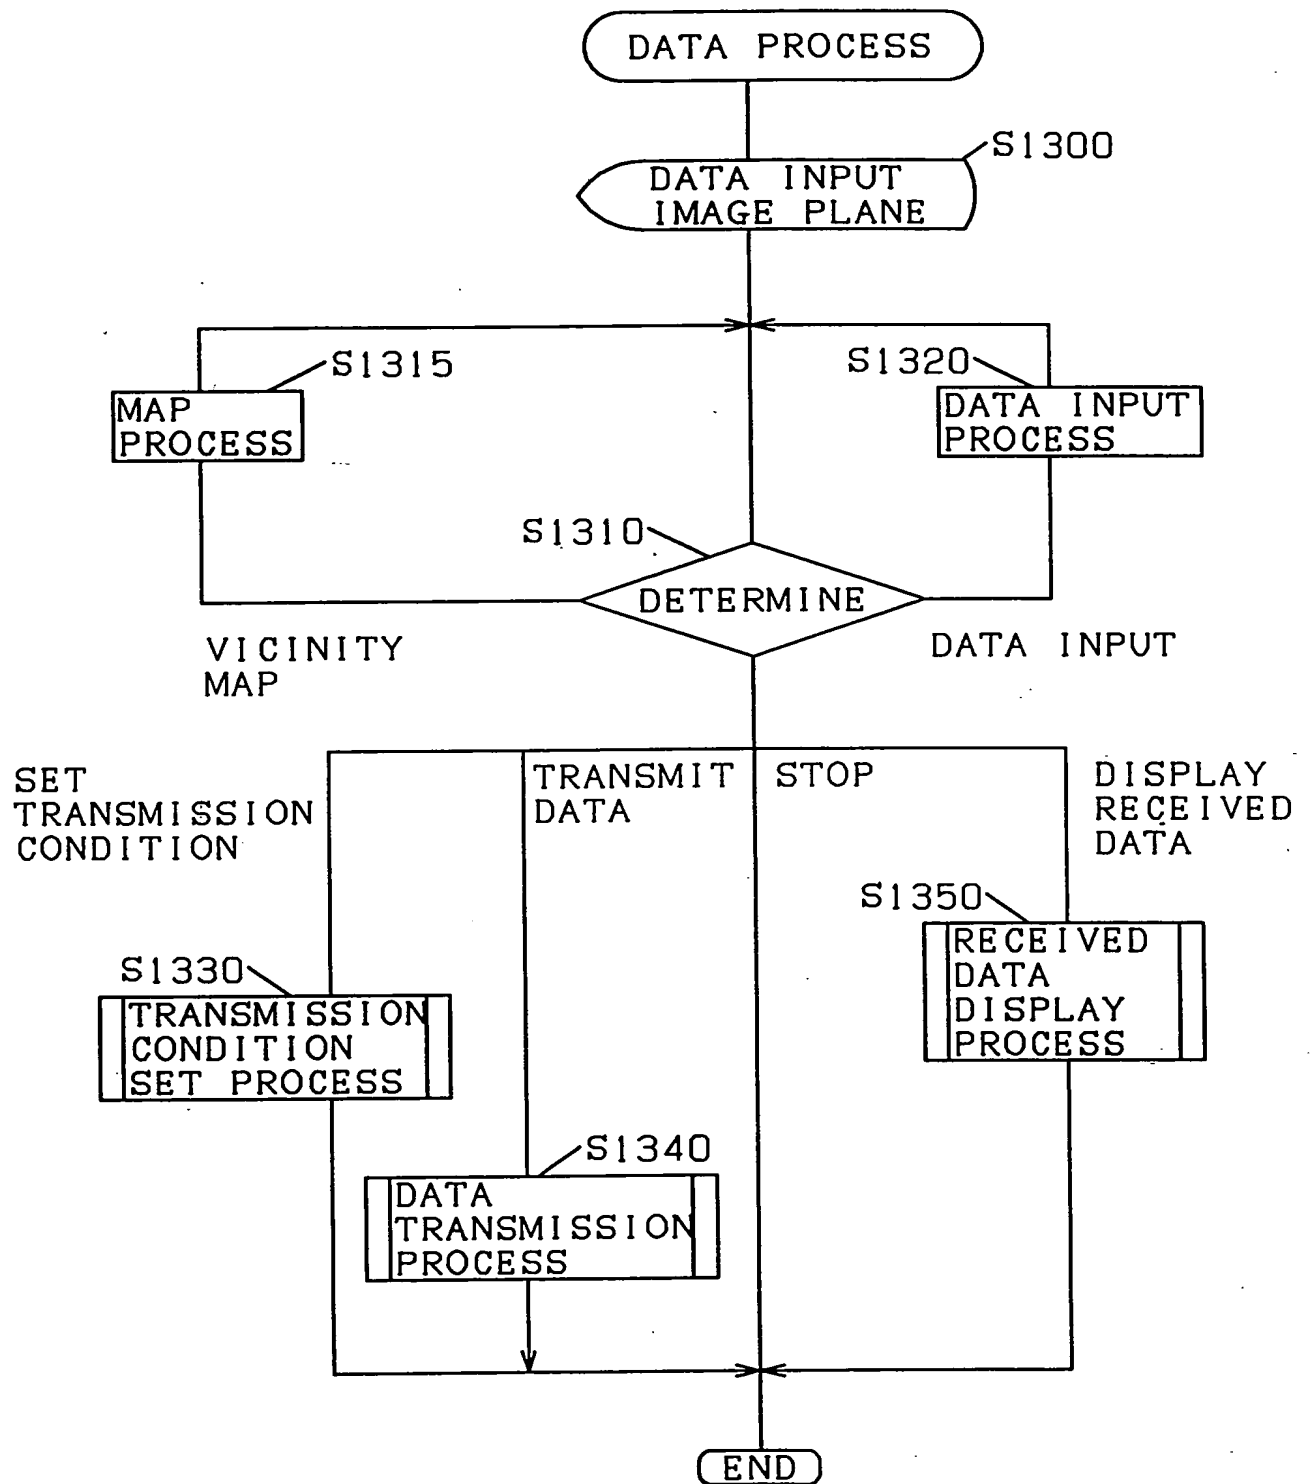 DATA PROCESS
S1300
DATA INPUT
IMAGE PLANE
S1315
MAP
PROCESS
S1320
DATA INPUT
PROCESS
S1310
DETERMINE
VICINITY
MAP
DATA INPUT
SET
TRANSMISSION
CONDITION
TRANSMIT
DATA
STOP
DISPLAY
RECEIVED
DATA
S1350
RECEIVED
DATA
DISPLAY
PROCESS
S1330
TRANSMISSION
CONDITION
SET PROCESS
S1340
DATA
TRANSMISSION
PROCESS
END